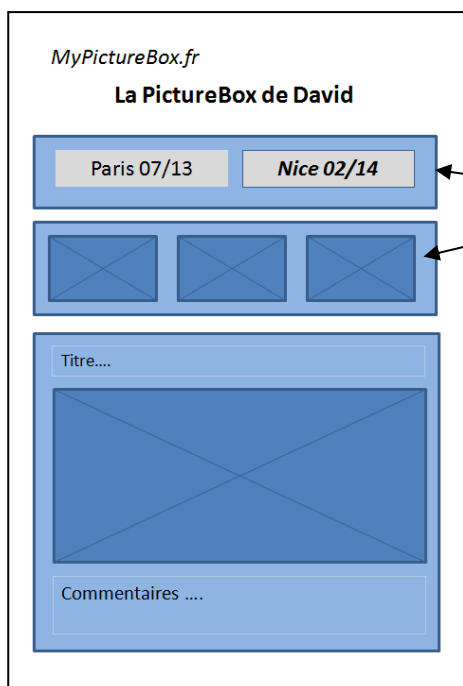 MyPictureBox.fr
La PictureBox de David
Paris 07/13 Nice 02/14
Titre....
Commentaires ....